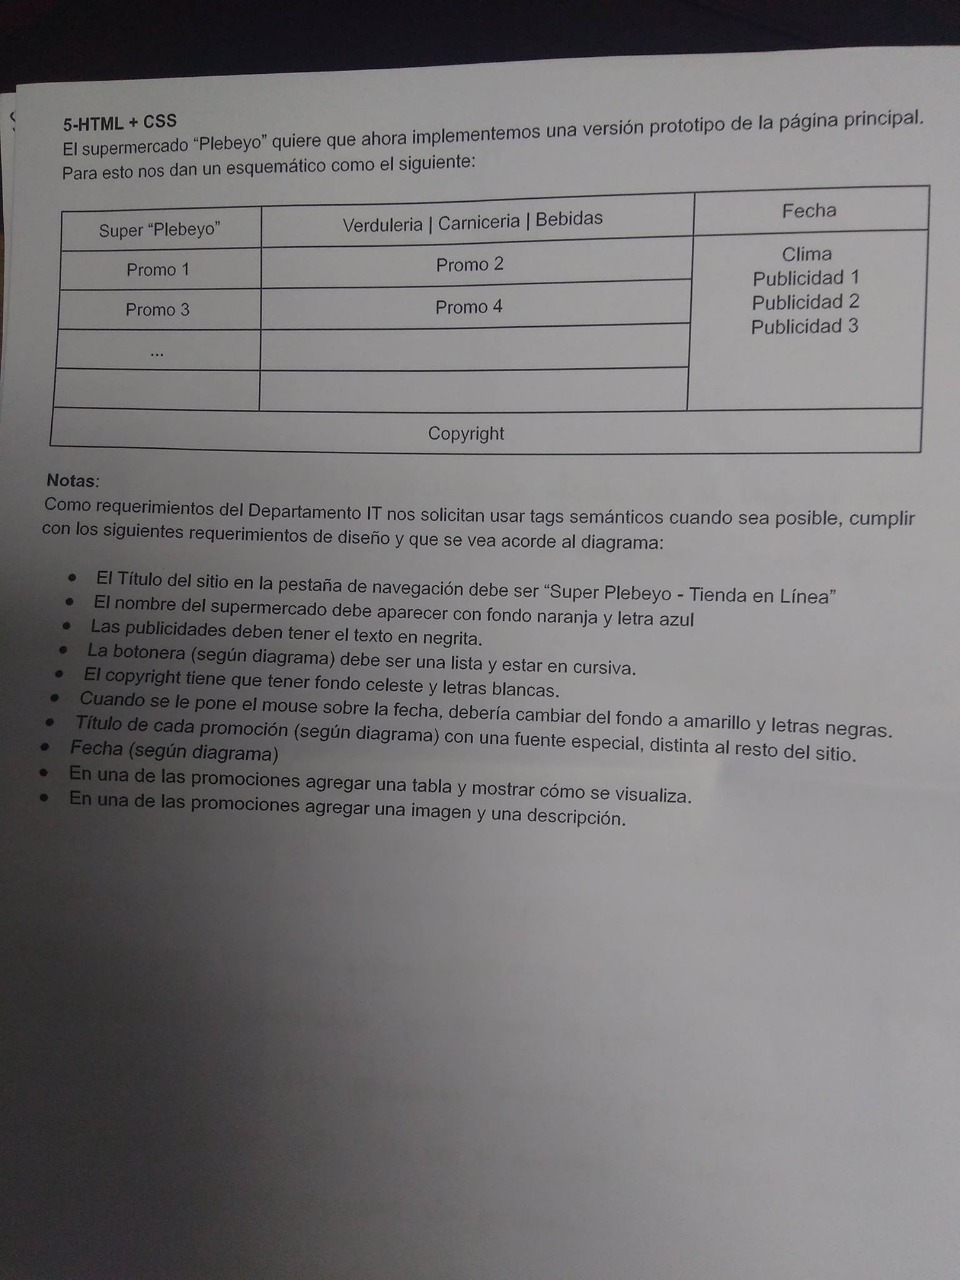 5-HTML + CSS
El supermercado “Plebeyo” quiere que ahora implementemos una versión prototipo de la página principal.
Para esto nos dan un esquemático como el siguiente:
Super “Plebeyo”
Verduleria | Carniceria | Bebidas
Fecha
Promo 1
Promo 2
Clima
Publicidad 1
Publicidad 2
Publicidad 3
Promo 3
Promo 4
...
Copyright
Notas:
Como requerimientos del Departamento IT nos solicitan usar tags semánticos cuando sea posible, cumplir
con los siguientes requerimientos de diseño y que se vea acorde al diagrama:
• El Título del sitio en la pestaña de navegación debe ser “Super Plebeyo - Tienda en Línea”
• El nombre del supermercado debe aparecer con fondo naranja y letra azul
• Las publicidades deben tener el texto en negrita.
• La botonera (según diagrama) debe ser una lista y estar en cursiva.
• El copyright tiene que tener fondo celeste y letras blancas.
• Cuando se le pone el mouse sobre la fecha, debería cambiar del fondo a amarillo y letras negras.
• Título de cada promoción (según diagrama) con una fuente especial, distinta al resto del sitio.
• Fecha (según diagrama)
• En una de las promociones agregar una tabla y mostrar cómo se visualiza.
• En una de las promociones agregar una imagen y una descripción.